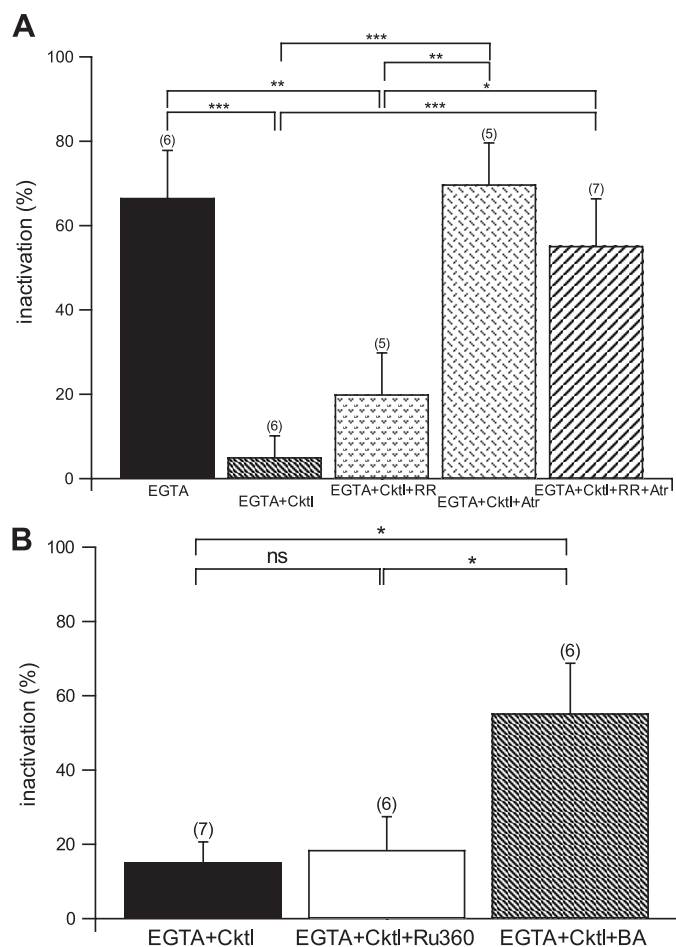 A
100
80
60
40
20
0
inactivation (%)
***
**
** *
*** ***
(6)
(6)
(5)
(5)
(7)
EGTA
EGTA+Cktl
EGTA+Cktl+RR
EGTA+Cktl+Atr
EGTA+Cktl+RR+Atr
B
100
80
60
40
20
0
inactivation (%)
*
ns *
(7)
(6)
(6)
EGTA+Cktl EGTA+Cktl+Ru360 EGTA+Cktl+BA